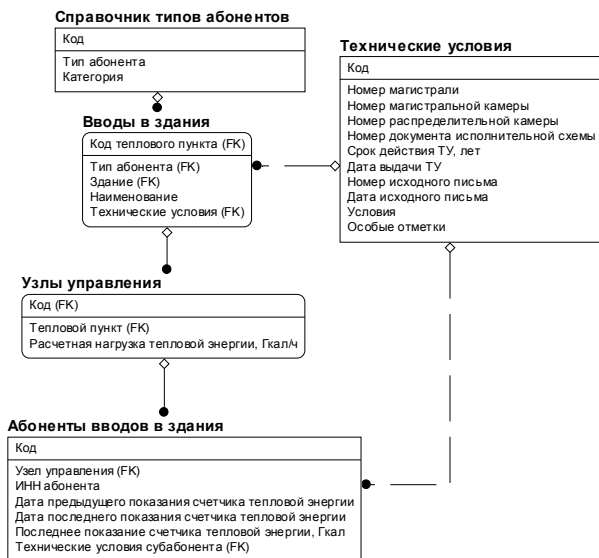 Справочник типов абонентов
Код
Тип абонента
Категория
Технические условия
Код
Номер магистрали
Номер магистральной камеры
Номер распределительной камеры
Номер документа исполнительной схемы
Срок действия ТУ, лет
Дата выдачи ТУ
Номер исходного письма
Дата исходного письма
Условия
Особые отметки
Вводы в здания
Код теплового пункта (FK)
Тип абонента (FK)
Здание (FK)
Наименование
Технические условия (FK)
Узлы управления
Код (FK)
Тепловой пункт (FK)
Расчетная нагрузка тепловой энергии, Гкал/ч
Абоненты вводов в здания
Код
Узел управления (FK)
ИНН абонента
Дата предыдущего показания счетчика тепловой энергии
Дата последнего показания счетчика тепловой энергии
Последнее показание счетчика тепловой энергии, Гкал
Технические условия субабонента (FK)